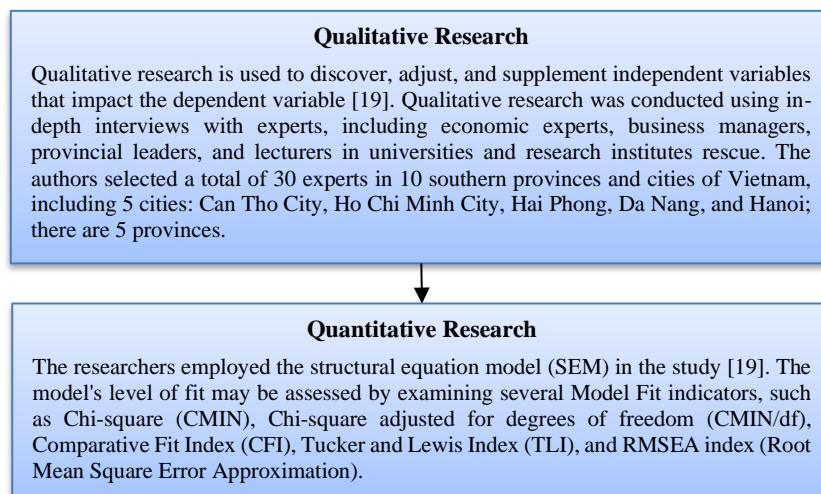 Qualitative Research
Qualitative research is used to discover, adjust, and supplement independent variables
that impact the dependent variable [19]. Qualitative research was conducted using in-
depth interviews with experts, including economic experts, business managers,
provincial leaders, and lecturers in universities and research institutes rescue. The
authors selected a total of 30 experts in 10 southern provinces and cities of Vietnam,
including 5 cities: Can Tho City, Ho Chi Minh City, Hai Phong, Da Nang, and Hanoi;
there are 5 provinces.
Quantitative Research
The researchers employed the structural equation model (SEM) in the study [19]. The
model's level of fit may be assessed by examining several Model Fit indicators, such
as Chi-square (CMIN), Chi-square adjusted for degrees of freedom (CMIN/df),
Comparative Fit Index (CFI), Tucker and Lewis Index (TLI), and RMSEA index (Root
Mean Square Error Approximation).